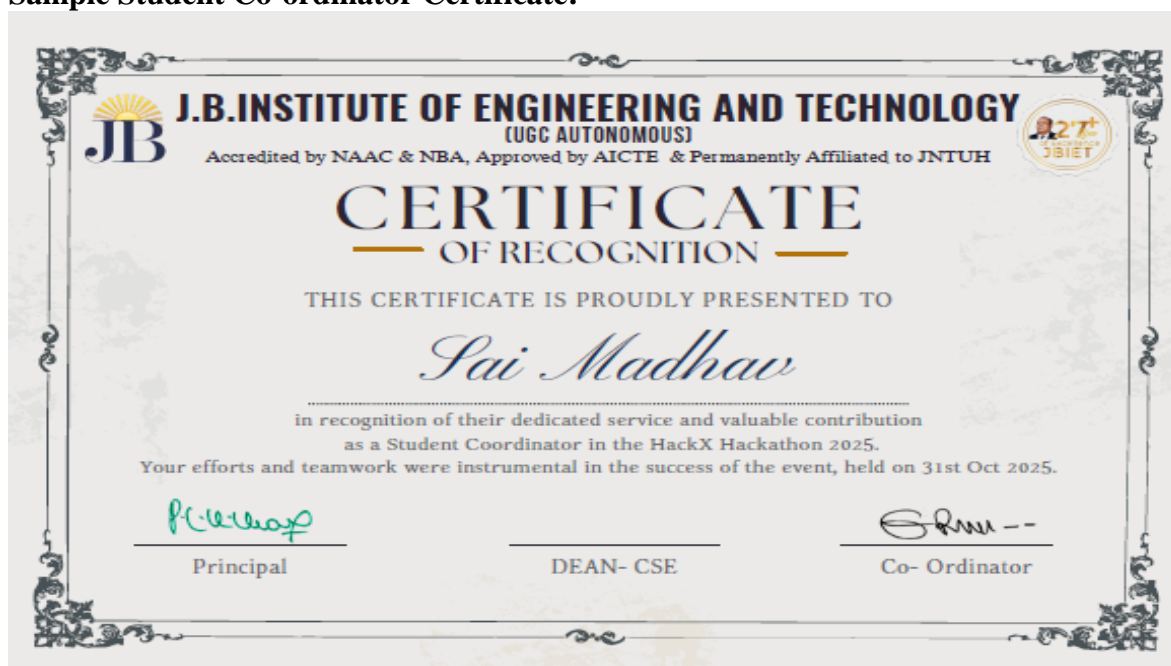 Sample Student Co-ordinator Certificate:
J.B.INSTITUTE OF ENGINEERING AND TECHNOLOGY
(UGC AUTONOMOUS)
Accredited by NAAC & NBA, Approved by AICTE & Permanently Affiliated to JNTUH
JB
27+
JBIET
CERTIFICATE
OF RECOGNITION
THIS CERTIFICATE IS PROUDLY PRESENTED TO
Sai Madhav
in recognition of their dedicated service and valuable contribution
as a Student Coordinator in the HackX Hackathon 2025.
Your efforts and teamwork were instrumental in the success of the event, held on 31st Oct 2025.
Principal
DEAN- CSE
Co- Ordinator